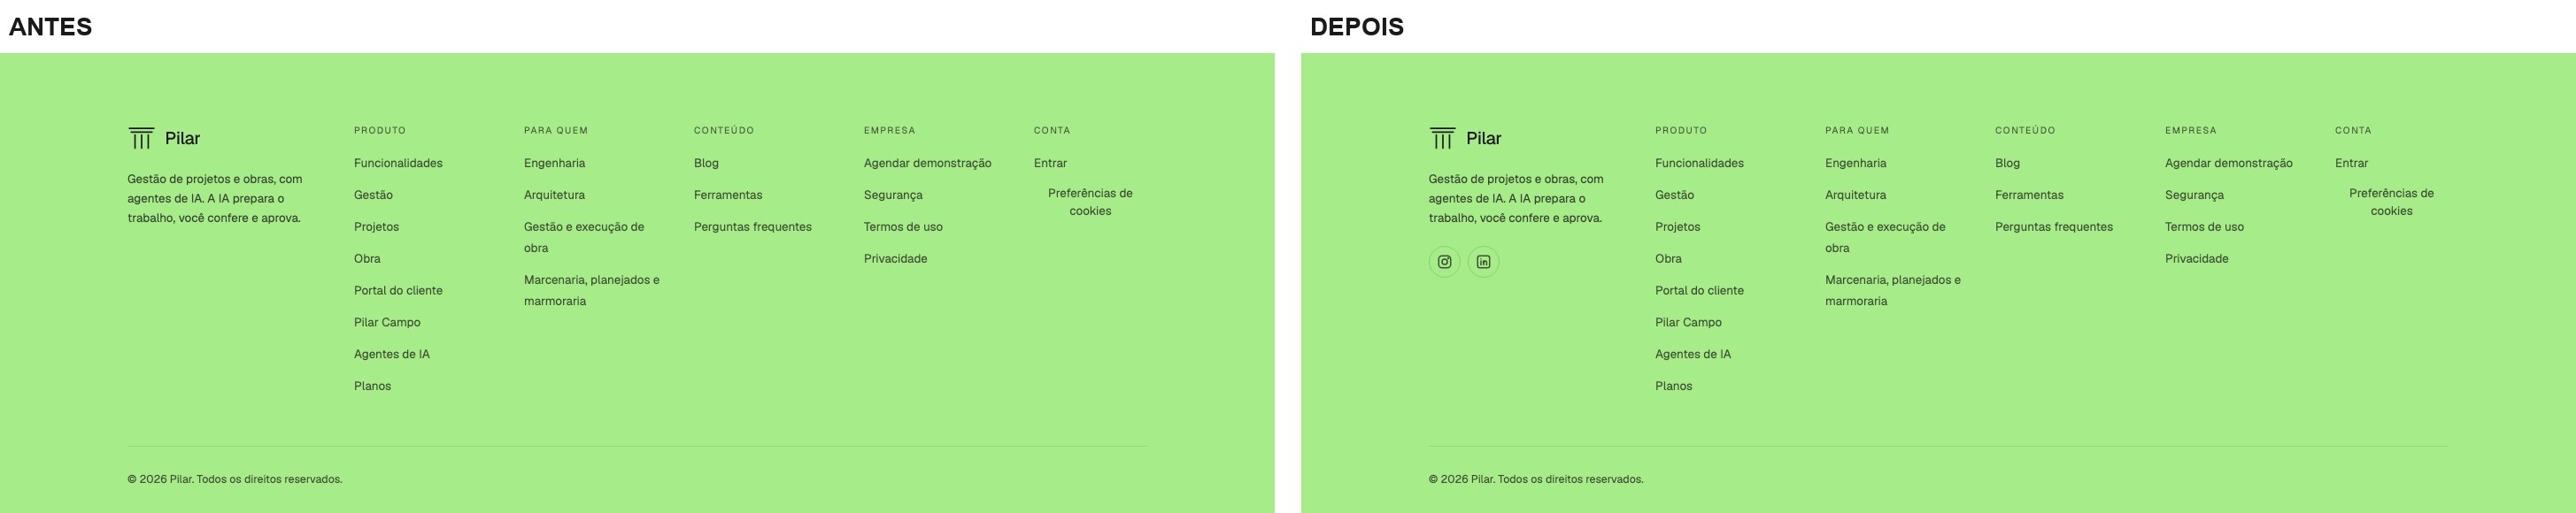 ANTES
Pilar
Gestão de projetos e obras, com
agentes de IA. A IA prepara o
trabalho, você confere e aprova.
PRODUTO
Funcionalidades
Gestão
Projetos
Obra
Portal do cliente
Pilar Campo
Agentes de IA
Planos
PARA QUEM
Engenharia
Arquitetura
Gestão e execução de
obra
Marcenaria, planejados e
marmoraria
CONTEÚDO
Blog
Ferramentas
Perguntas frequentes
EMPRESA
Agendar demonstração
Segurança
Termos de uso
Privacidade
CONTA
Entrar
Preferências de
cookies
© 2026 Pilar. Todos os direitos reservados.
DEPOIS
Pilar
Gestão de projetos e obras, com
agentes de IA. A IA prepara o
trabalho, você confere e aprova.
in
PRODUTO
Funcionalidades
Gestão
Projetos
Obra
Portal do cliente
Pilar Campo
Agentes de IA
Planos
PARA QUEM
Engenharia
Arquitetura
Gestão e execução de
obra
Marcenaria, planejados e
marmoraria
CONTEÚDO
Blog
Ferramentas
Perguntas frequentes
EMPRESA
Agendar demonstração
Segurança
Termos de uso
Privacidade
CONTA
Entrar
Preferências de
cookies
© 2026 Pilar. Todos os direitos reservados.